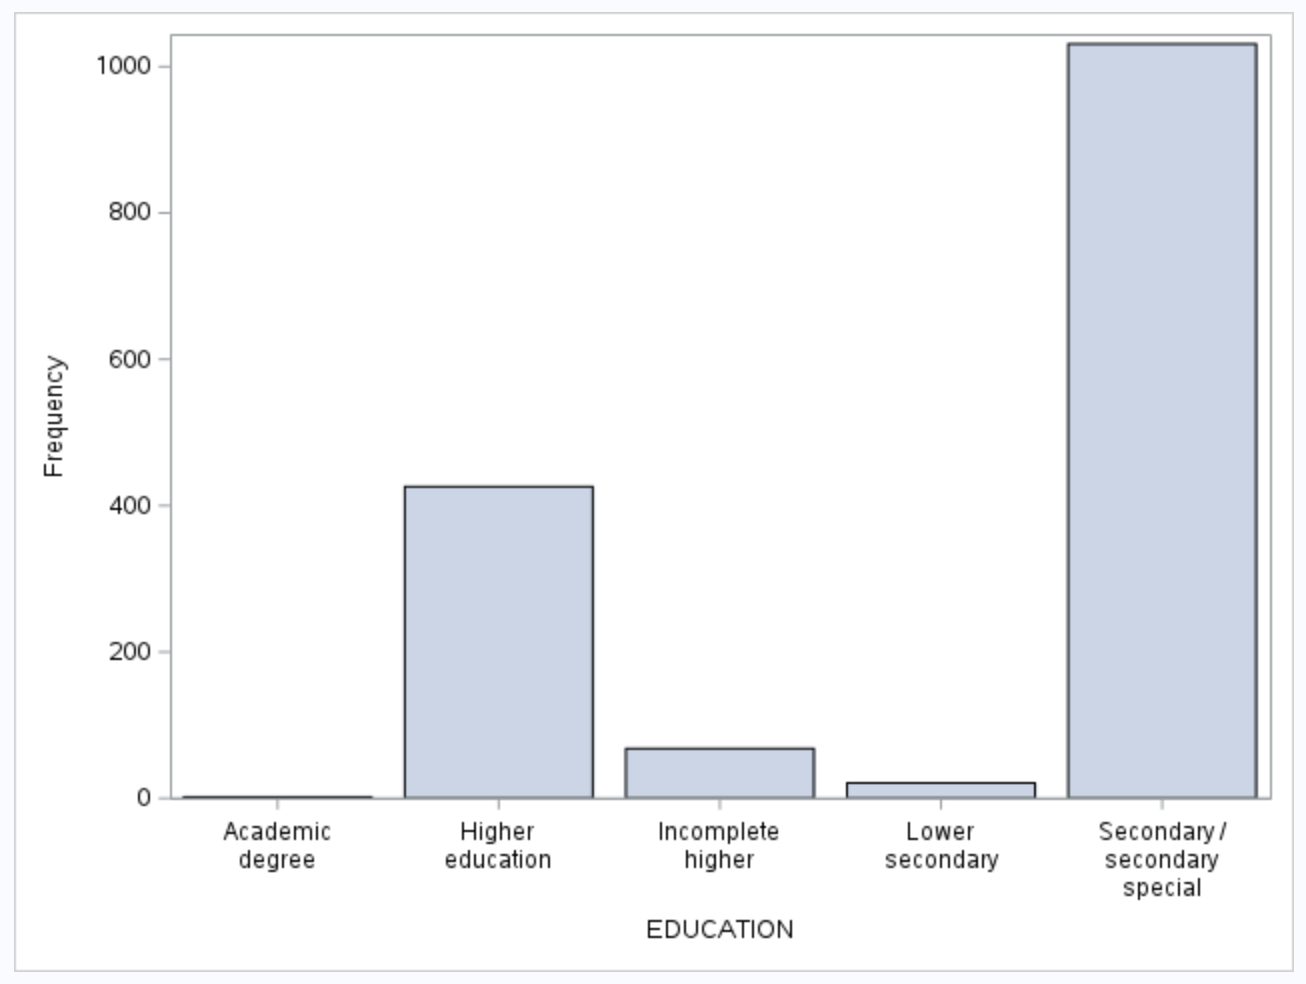 1000
800
600
400
200
0
Frequency
Academic
degree
Higher
education
Incomplete
higher
Lower
secondary
Secondary /
secondary
special
EDUCATION